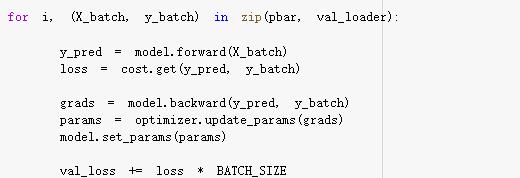 for i, (X_batch, y_batch) in zip(pbar, val_loader):
y_pred = model.forward(X_batch)
loss = cost.get(y_pred, y_batch)
grads = model.backward(y_pred, y_batch)
params = optimizer.update_params(grads)
model.set_params(params)
val_loss += loss * BATCH_SIZE